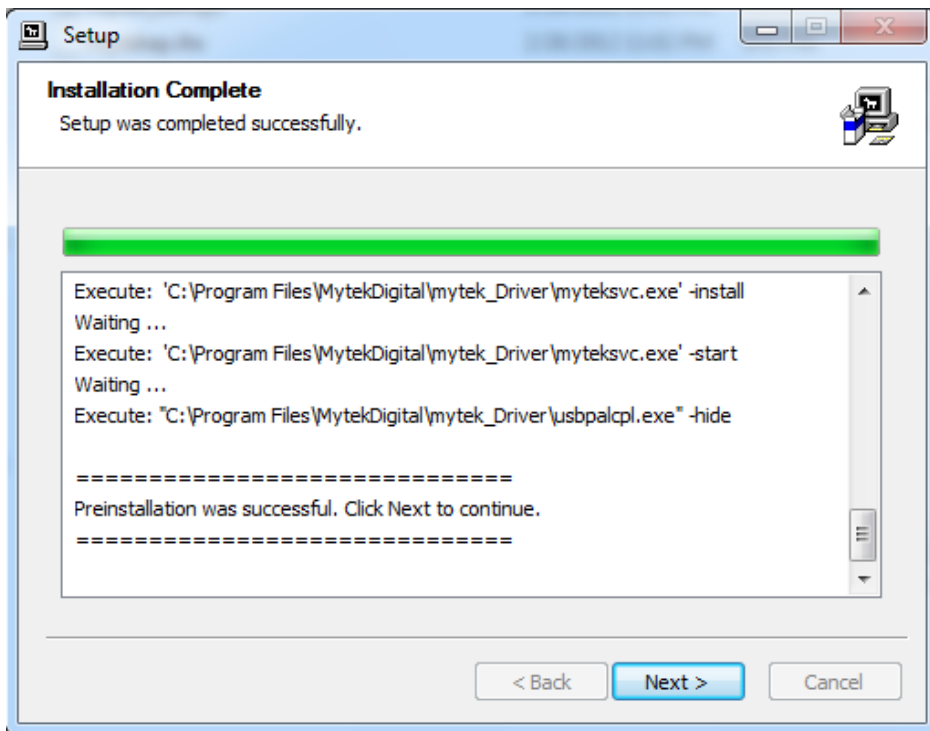 Setup
Installation Complete
Setup was completed successfully.
Execute: 'C:\Program Files\MytekDigital\mytek_Driver\myteksvc.exe' -install
Waiting ...
Execute: 'C:\Program Files\MytekDigital\mytek_Driver\myteksvc.exe' -start
Waiting ...
Execute: "C:\Program Files\MytekDigital\mytek_Driver\usbpalcpl.exe" -hide
==============================
Preinstallation was successful. Click Next to continue.
==============================
< Back
Next >
Cancel